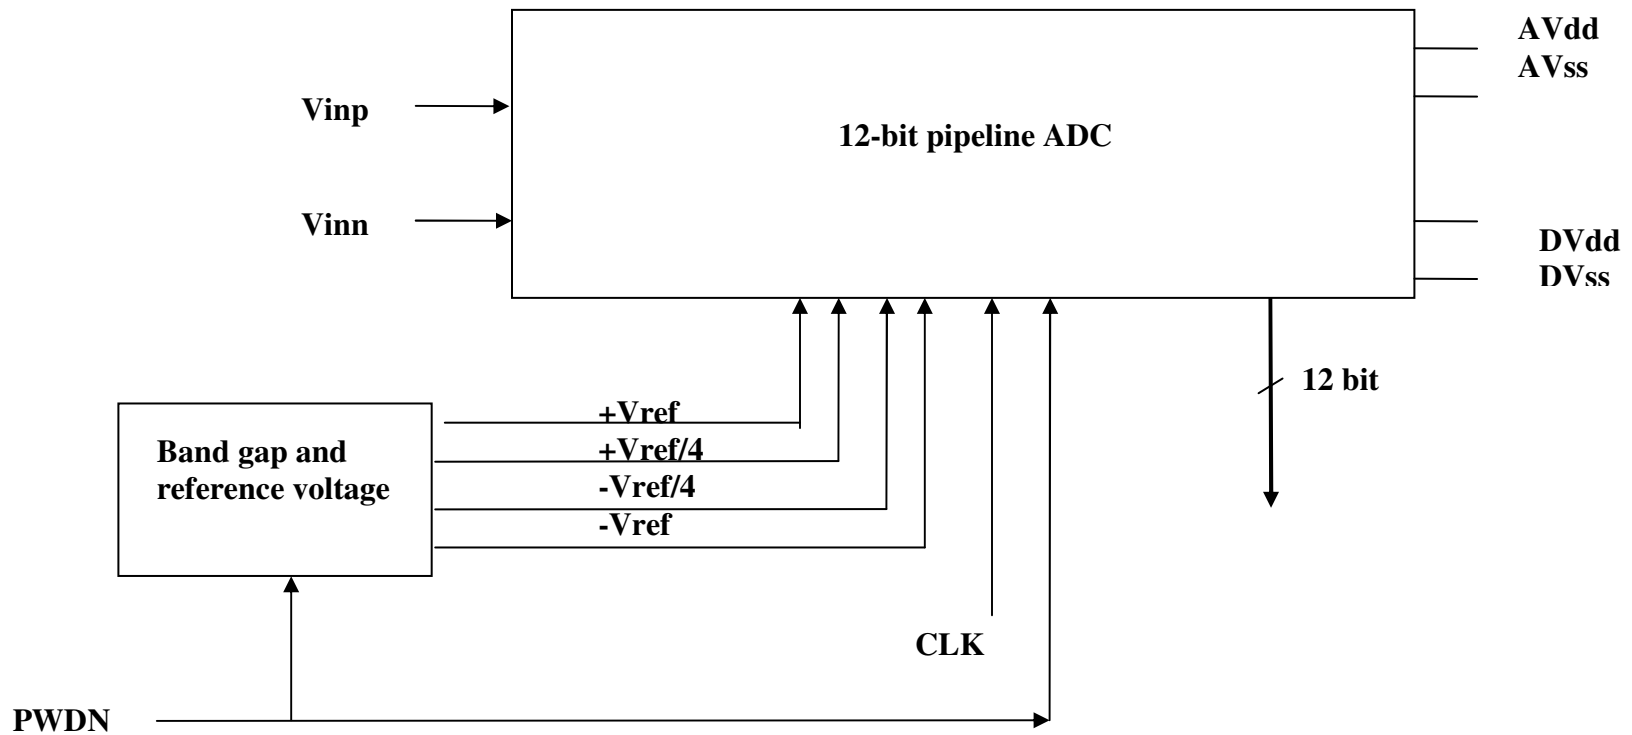 AVdd
AVss
Vinp
12-bit pipeline ADC
Vinn
DVdd
DVss
12 bit
+Vref
+Vref/4
-Vref/4
-Vref
Band gap and
reference voltage
CLK
PWDN